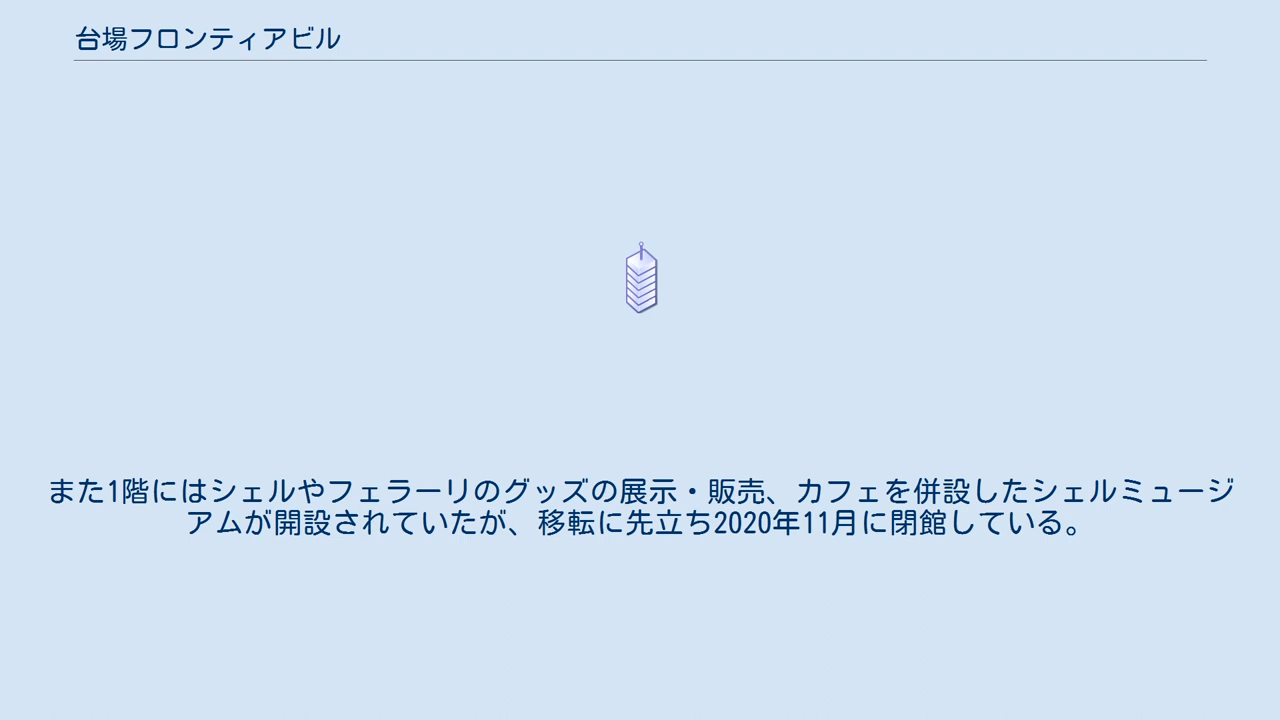 台場フロンティアビル
また1階にはシェルやフェラーリのグッズの展示・販売、カフェを併設したシェルミュージ
アムが開設されていたが、移転に先立ち2020年11月に閉館している。